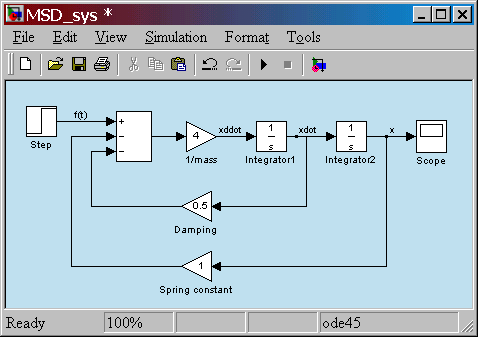 MSD_sys *
File Edit View Simulation Format Tools
f(t)
+
−
−
Step
4
1/mass
xddot
1
s
Integrator1
xdot
1
s
Integrator2
x
Scope
0.5
Damping
1
Spring constant
Ready 100% ode45